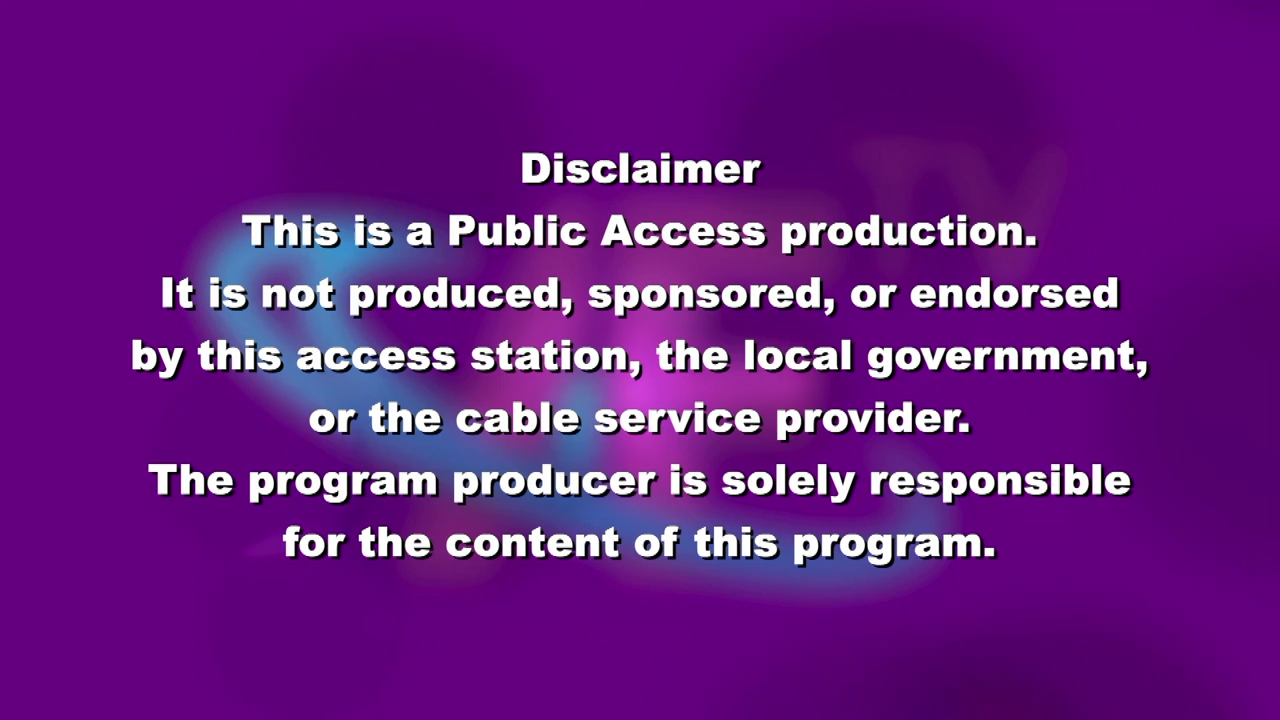 Disclaimer
This is a Public Access production.
It is not produced, sponsored, or endorsed
by this access station, the local government,
or the cable service provider.
The program producer is solely responsible
for the content of this program.